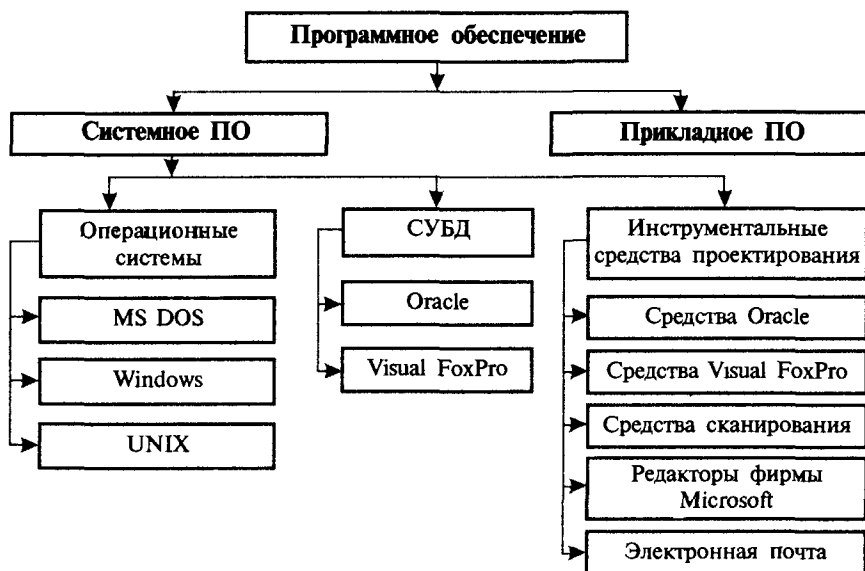 Программное обеспечение
Системное ПО
Прикладное ПО
Операционные
системы
MS DOS
Windows
UNIX
СУБД
Oracle
Visual FoxPro
Инструментальные
средства проектирования
Средства Oracle
Средства Visual FoxPro
Средства сканирования
Редакторы фирмы
Microsoft
Электронная почта